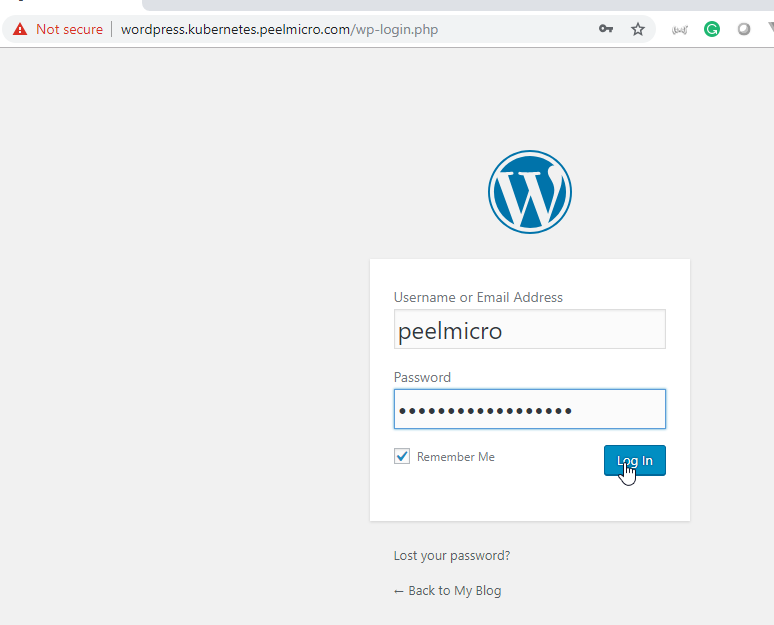 Not secure | wordpress.kubernetes.peelmicro.com/wp-login.php
Username or Email Address
peelmicro
Password
••••••••••••••••••
Remember Me
Log In
Lost your password?
← Back to My Blog